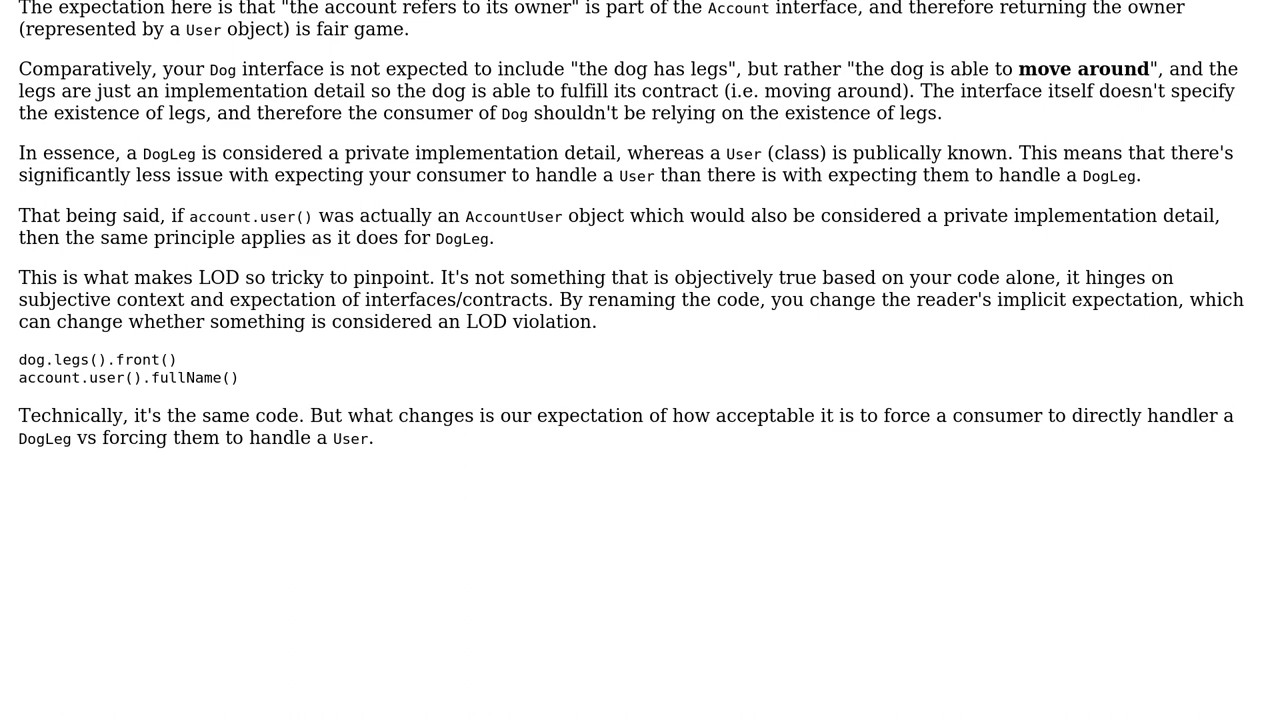 The expectation here is that "the account refers to its owner" is part of the Account interface, and therefore returning the owner
(represented by a User object) is fair game.
Comparatively, your Dog interface is not expected to include "the dog has legs", but rather "the dog is able to move around", and the
legs are just an implementation detail so the dog is able to fulfill its contract (i.e. moving around). The interface itself doesn't specify
the existence of legs, and therefore the consumer of Dog shouldn't be relying on the existence of legs.
In essence, a DogLeg is considered a private implementation detail, whereas a User (class) is publically known. This means that there's
significantly less issue with expecting your consumer to handle a User than there is with expecting them to handle a DogLeg.
That being said, if account.user() was actually an AccountUser object which would also be considered a private implementation detail,
then the same principle applies as it does for DogLeg.
This is what makes LOD so tricky to pinpoint. It's not something that is objectively true based on your code alone, it hinges on
subjective context and expectation of interfaces/contracts. By renaming the code, you change the reader's implicit expectation, which
can change whether something is considered an LOD violation.
dog.legs().front()
account.user().fullName()
Technically, it's the same code. But what changes is our expectation of how acceptable it is to force a consumer to directly handler a
DogLeg vs forcing them to handle a User.